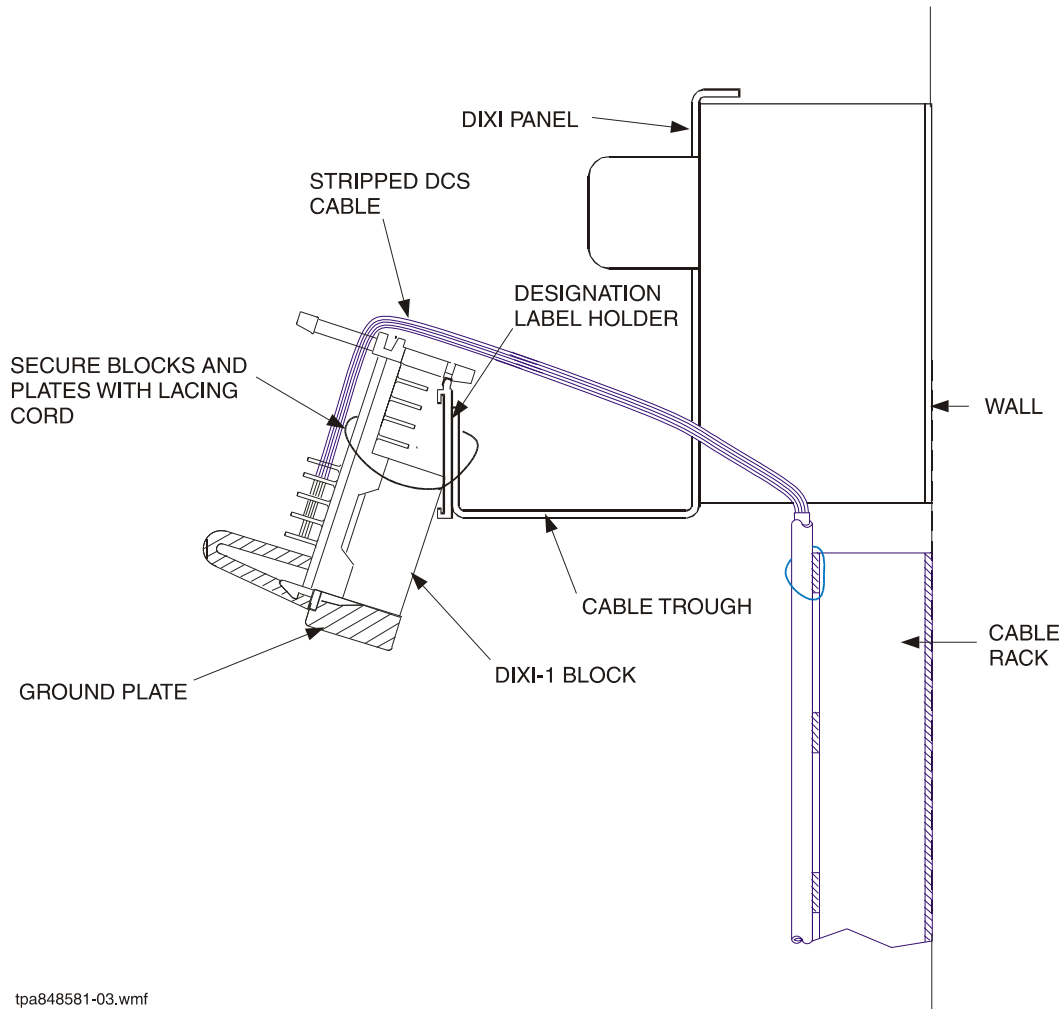 DIXI PANEL
STRIPPED DCS
CABLE
DESIGNATION
LABEL HOLDER
SECURE BLOCKS AND
PLATES WITH LACING
CORD
WALL
CABLE TROUGH
CABLE
RACK
DIXI-1 BLOCK
GROUND PLATE
tpa848581-03.wmf